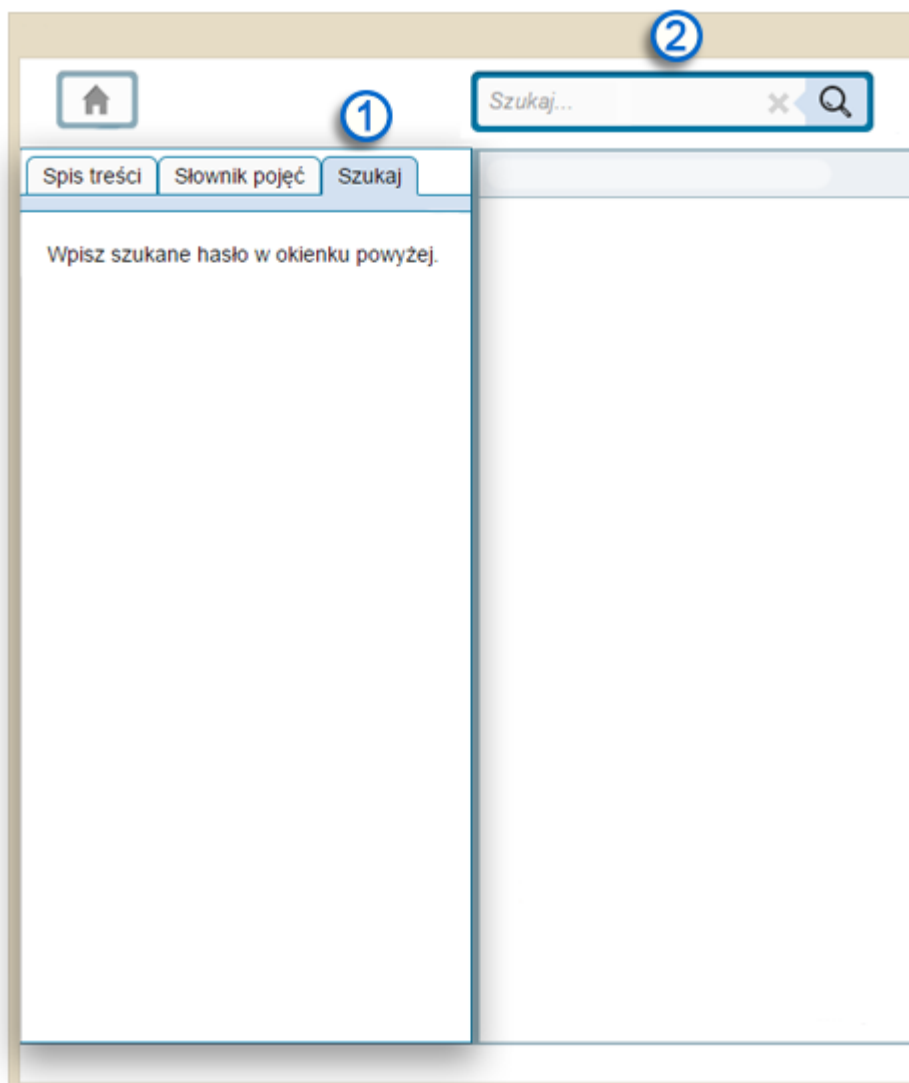 2
Szukaj...
1
Spis treści Słownik pojęć Szukaj
Wpisz szukane hasło w okienku powyżej.